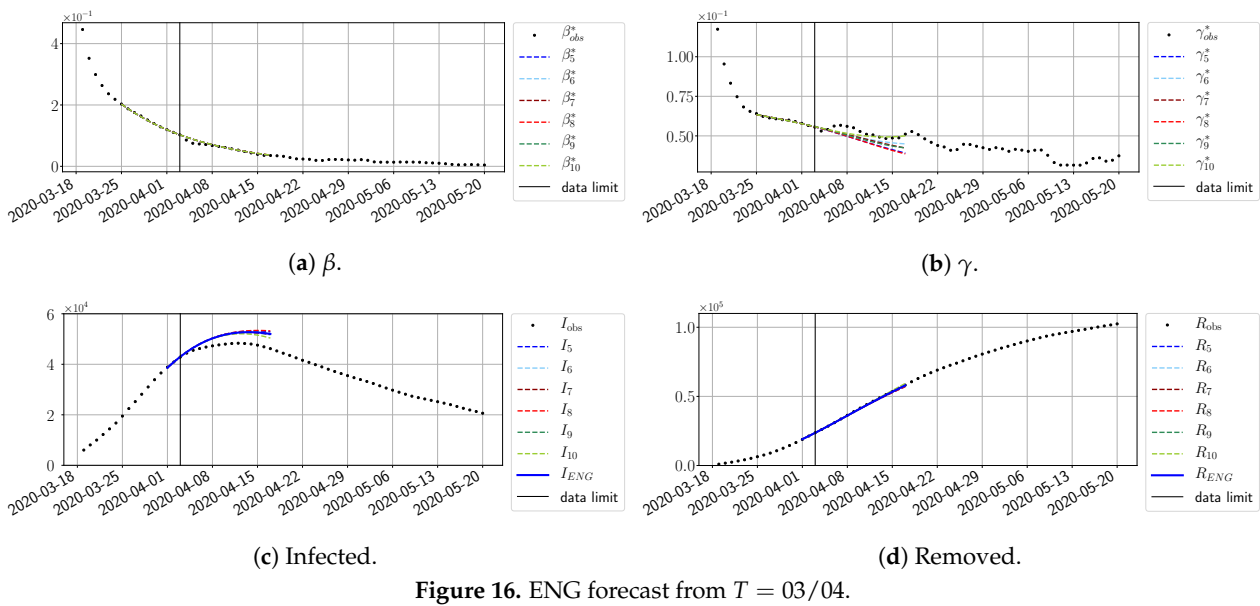 ×10⁻¹
4
2
0
2020-03-18
2020-03-25
2020-04-01
2020-04-08
2020-04-15
2020-04-22
2020-04-29
2020-05-06
2020-05-13
2020-05-20
β*obs
β*5
β*6
β*7
β*8
β*9
β*10
data limit
(a) β.
×10⁻¹
1.00
0.75
0.50
2020-03-18
2020-03-25
2020-04-01
2020-04-08
2020-04-15
2020-04-22
2020-04-29
2020-05-06
2020-05-13
2020-05-20
γ*obs
γ*5
γ*6
γ*7
γ*8
γ*9
γ*10
data limit
(b) γ.
×10⁴
6
4
2
0
2020-03-18
2020-03-25
2020-04-01
2020-04-08
2020-04-15
2020-04-22
2020-04-29
2020-05-06
2020-05-13
2020-05-20
Iobs
I5
I6
I7
I8
I9
I10
IENG
data limit
(c) Infected.
×10⁵
1.0
0.5
0.0
2020-03-18
2020-03-25
2020-04-01
2020-04-08
2020-04-15
2020-04-22
2020-04-29
2020-05-06
2020-05-13
2020-05-20
Robs
R5
R6
R7
R8
R9
R10
RENG
data limit
(d) Removed.
Figure 16. ENG forecast from T = 03/04.